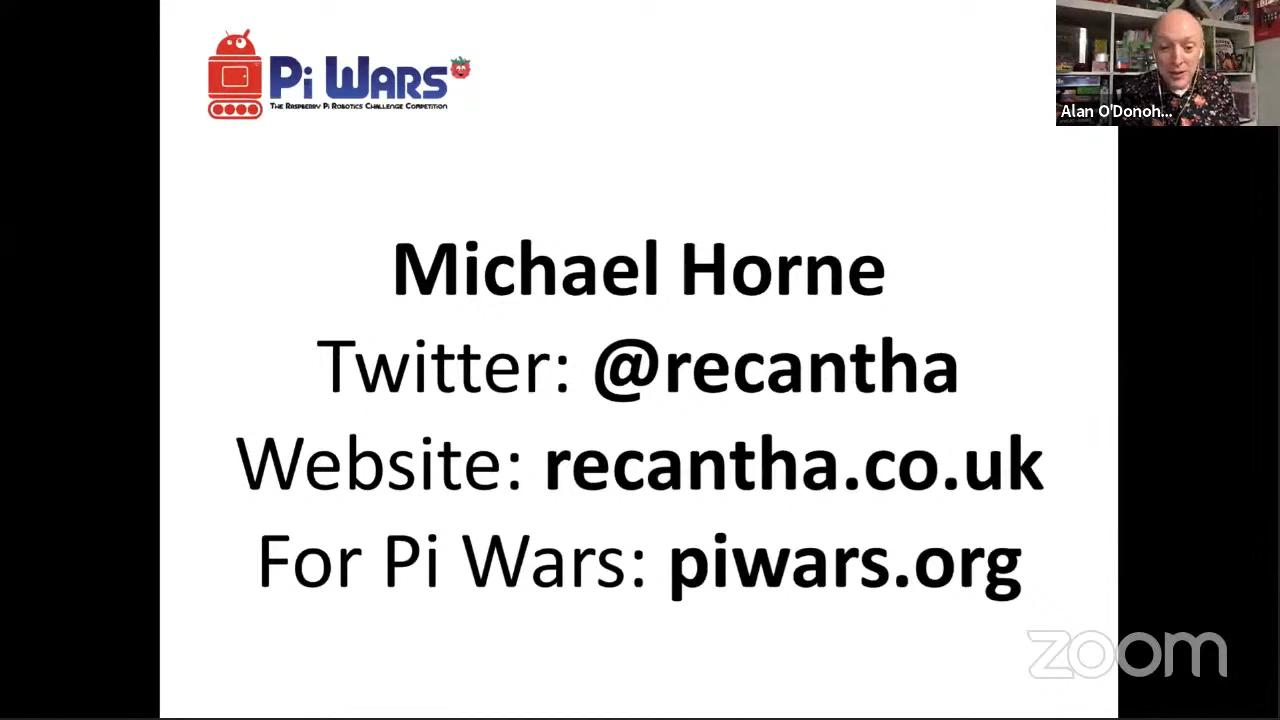 Pi Wars
The Raspberry Pi Robotics Challenge Competition
Alan O'Donoh...
Michael Horne
Twitter: @recantha
Website: recantha.co.uk
For Pi Wars: piwars.org
zoom